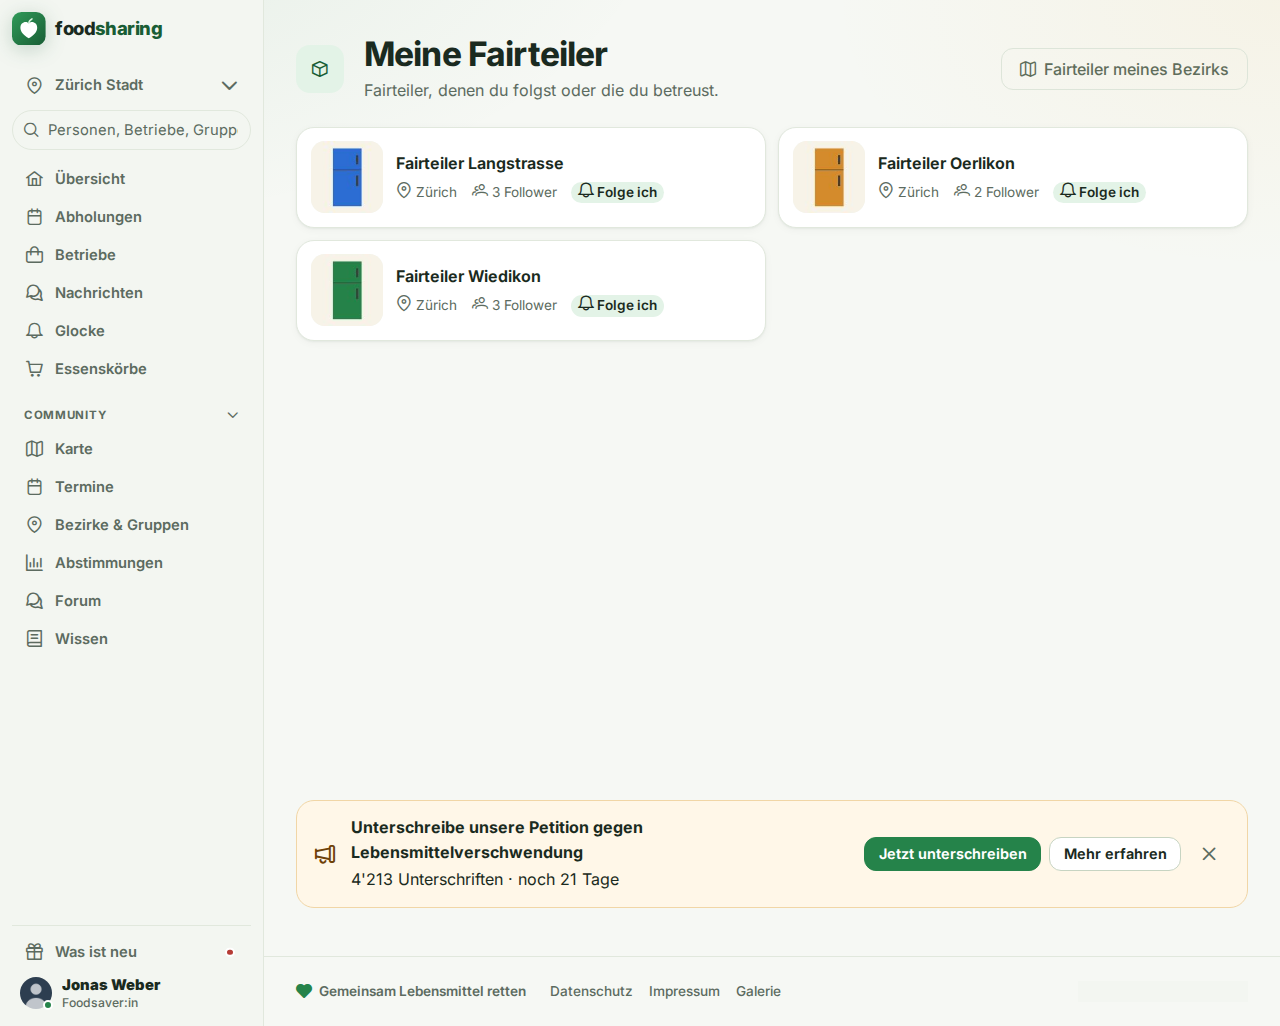 foodsharing
Zürich Stadt
Personen, Betriebe, Grupp
Übersicht
Abholungen
Betriebe
Nachrichten
Glocke
Essenskörbe
COMMUNITY
Karte
Termine
Bezirke & Gruppen
Abstimmungen
Forum
Wissen
Was ist neu
Jonas Weber
Foodsaver:in
Meine Fairteiler
Fairteiler, denen du folgst oder die du betreust.
Fairteiler meines Bezirks
Fairteiler Langstrasse
Zürich 3 Follower Folge ich
Fairteiler Oerlikon
Zürich 2 Follower Folge ich
Fairteiler Wiedikon
Zürich 3 Follower Folge ich
Unterschreibe unsere Petition gegen
Lebensmittelverschwendung
4'213 Unterschriften · noch 21 Tage
Jetzt unterschreiben
Mehr erfahren
Gemeinsam Lebensmittel retten Datenschutz Impressum Galerie